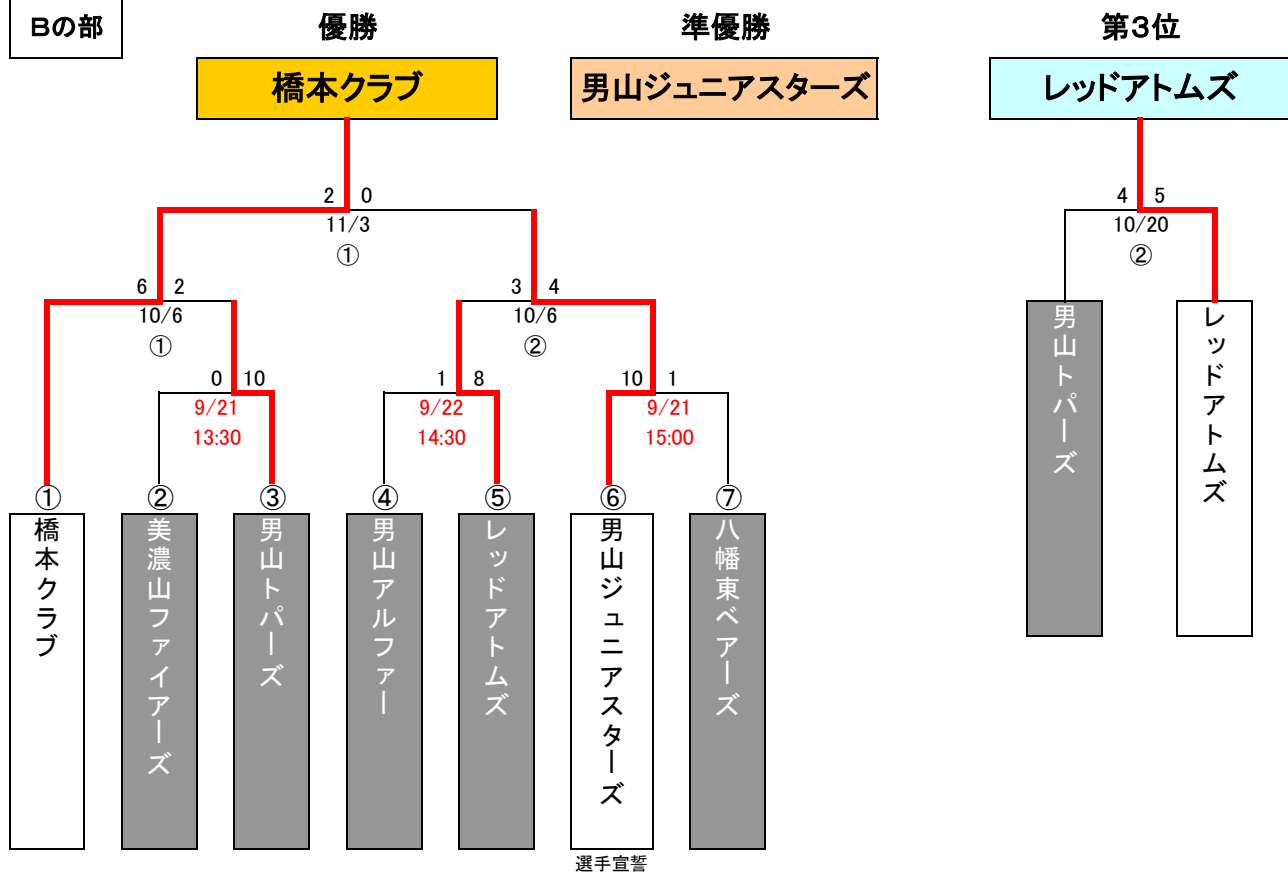 Bの部
優勝
準優勝
第3位
橋本クラブ
男山ジュニアスターズ
レッドアトムズ
2 0
11/3
①
4 5
10/20
②
6 2
10/6
①
3 4
10/6
②
0 10
9/21
13:30
1 8
9/22
14:30
10 1
9/21
15:00
男山トパーズ
レッドアトムズ
①
②
③
④
⑤
⑥
⑦
橋本クラブ
美濃山ファイアーズ
男山トパーズ
男山アルファー
レッドアトムズ
男山ジュニアスターズ
八幡東ベアーズ
選手宣誓